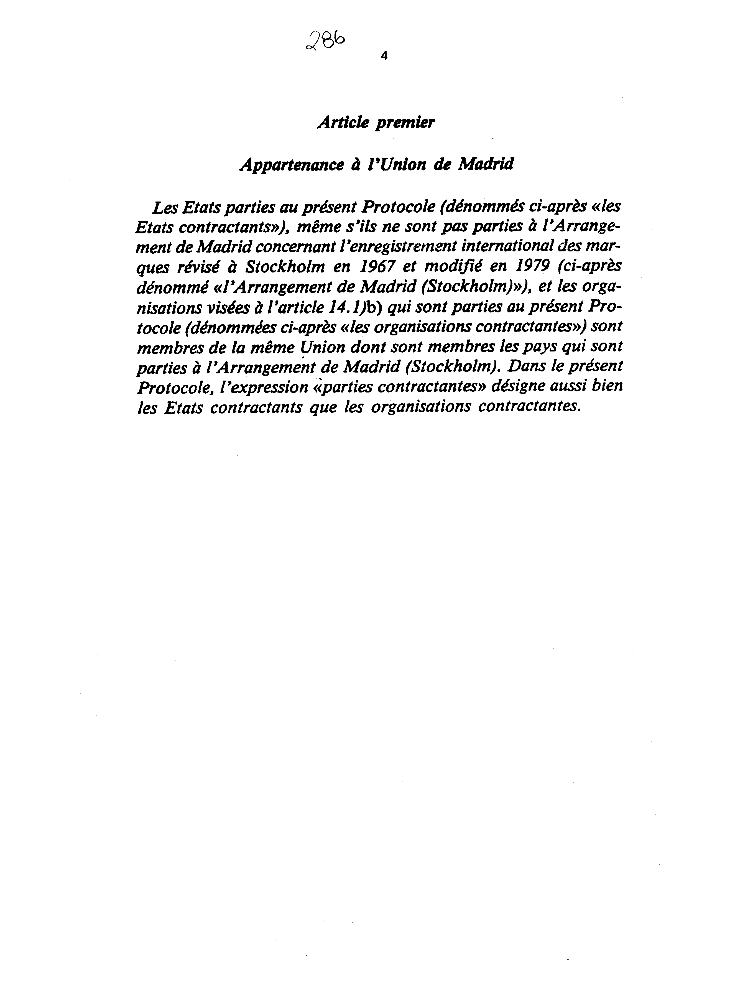 286
4
Article premier
Appartenance à l'Union de Madrid
Les Etats parties au présent Protocole (dénommés ci-après «les
Etats contractants»), même s'ils ne sont pas parties à l'Arrange-
ment de Madrid concernant l'enregistrement international des mar-
ques révisé à Stockholm en 1967 et modifié en 1979 (ci-après
dénommé «l'Arrangement de Madrid (Stockholm)»), et les orga-
nisations visées à l'article 14.1)b) qui sont parties au présent Pro-
tocole (dénommées ci-après «les organisations contractantes») sont
membres de la même Union dont sont membres les pays qui sont
parties à l'Arrangement de Madrid (Stockholm). Dans le présent
Protocole, l'expression «parties contractantes» désigne aussi bien
les Etats contractants que les organisations contractantes.